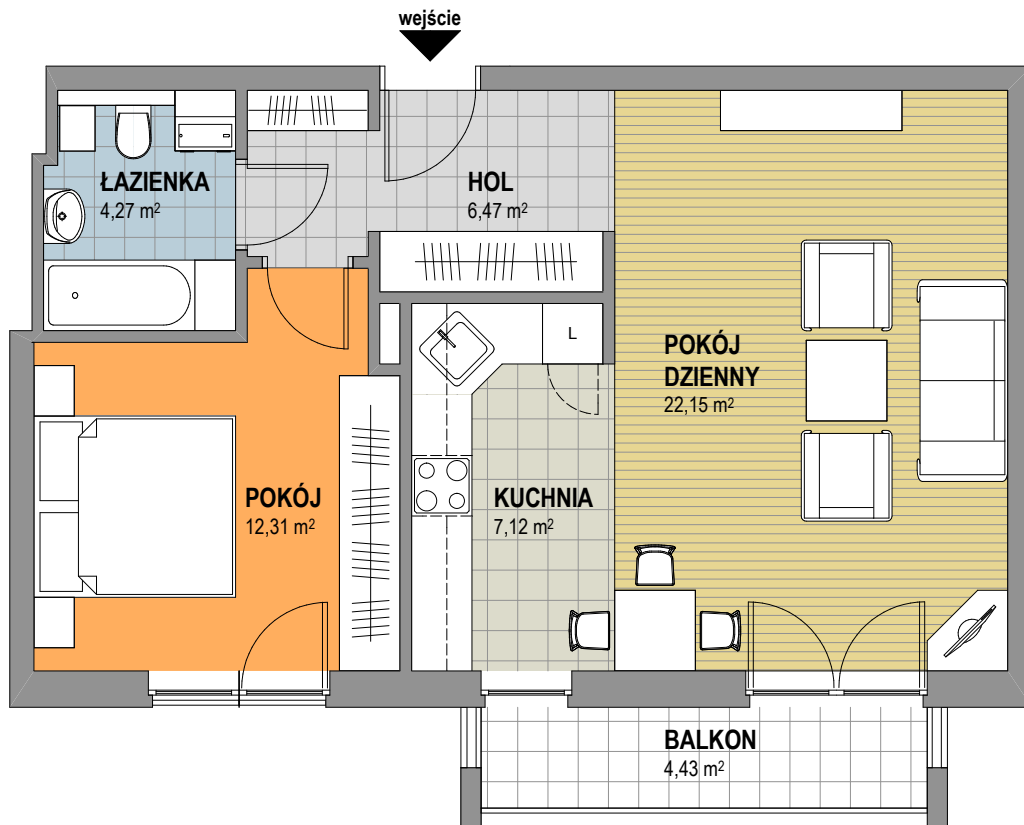 wejście
ŁAZIENKA
4,27 m²
HOL
6,47 m²
L
POKÓJ
DZIENNY
22,15 m²
POKÓJ
12,31 m²
KUCHNIA
7,12 m²
BALKON
4,43 m²